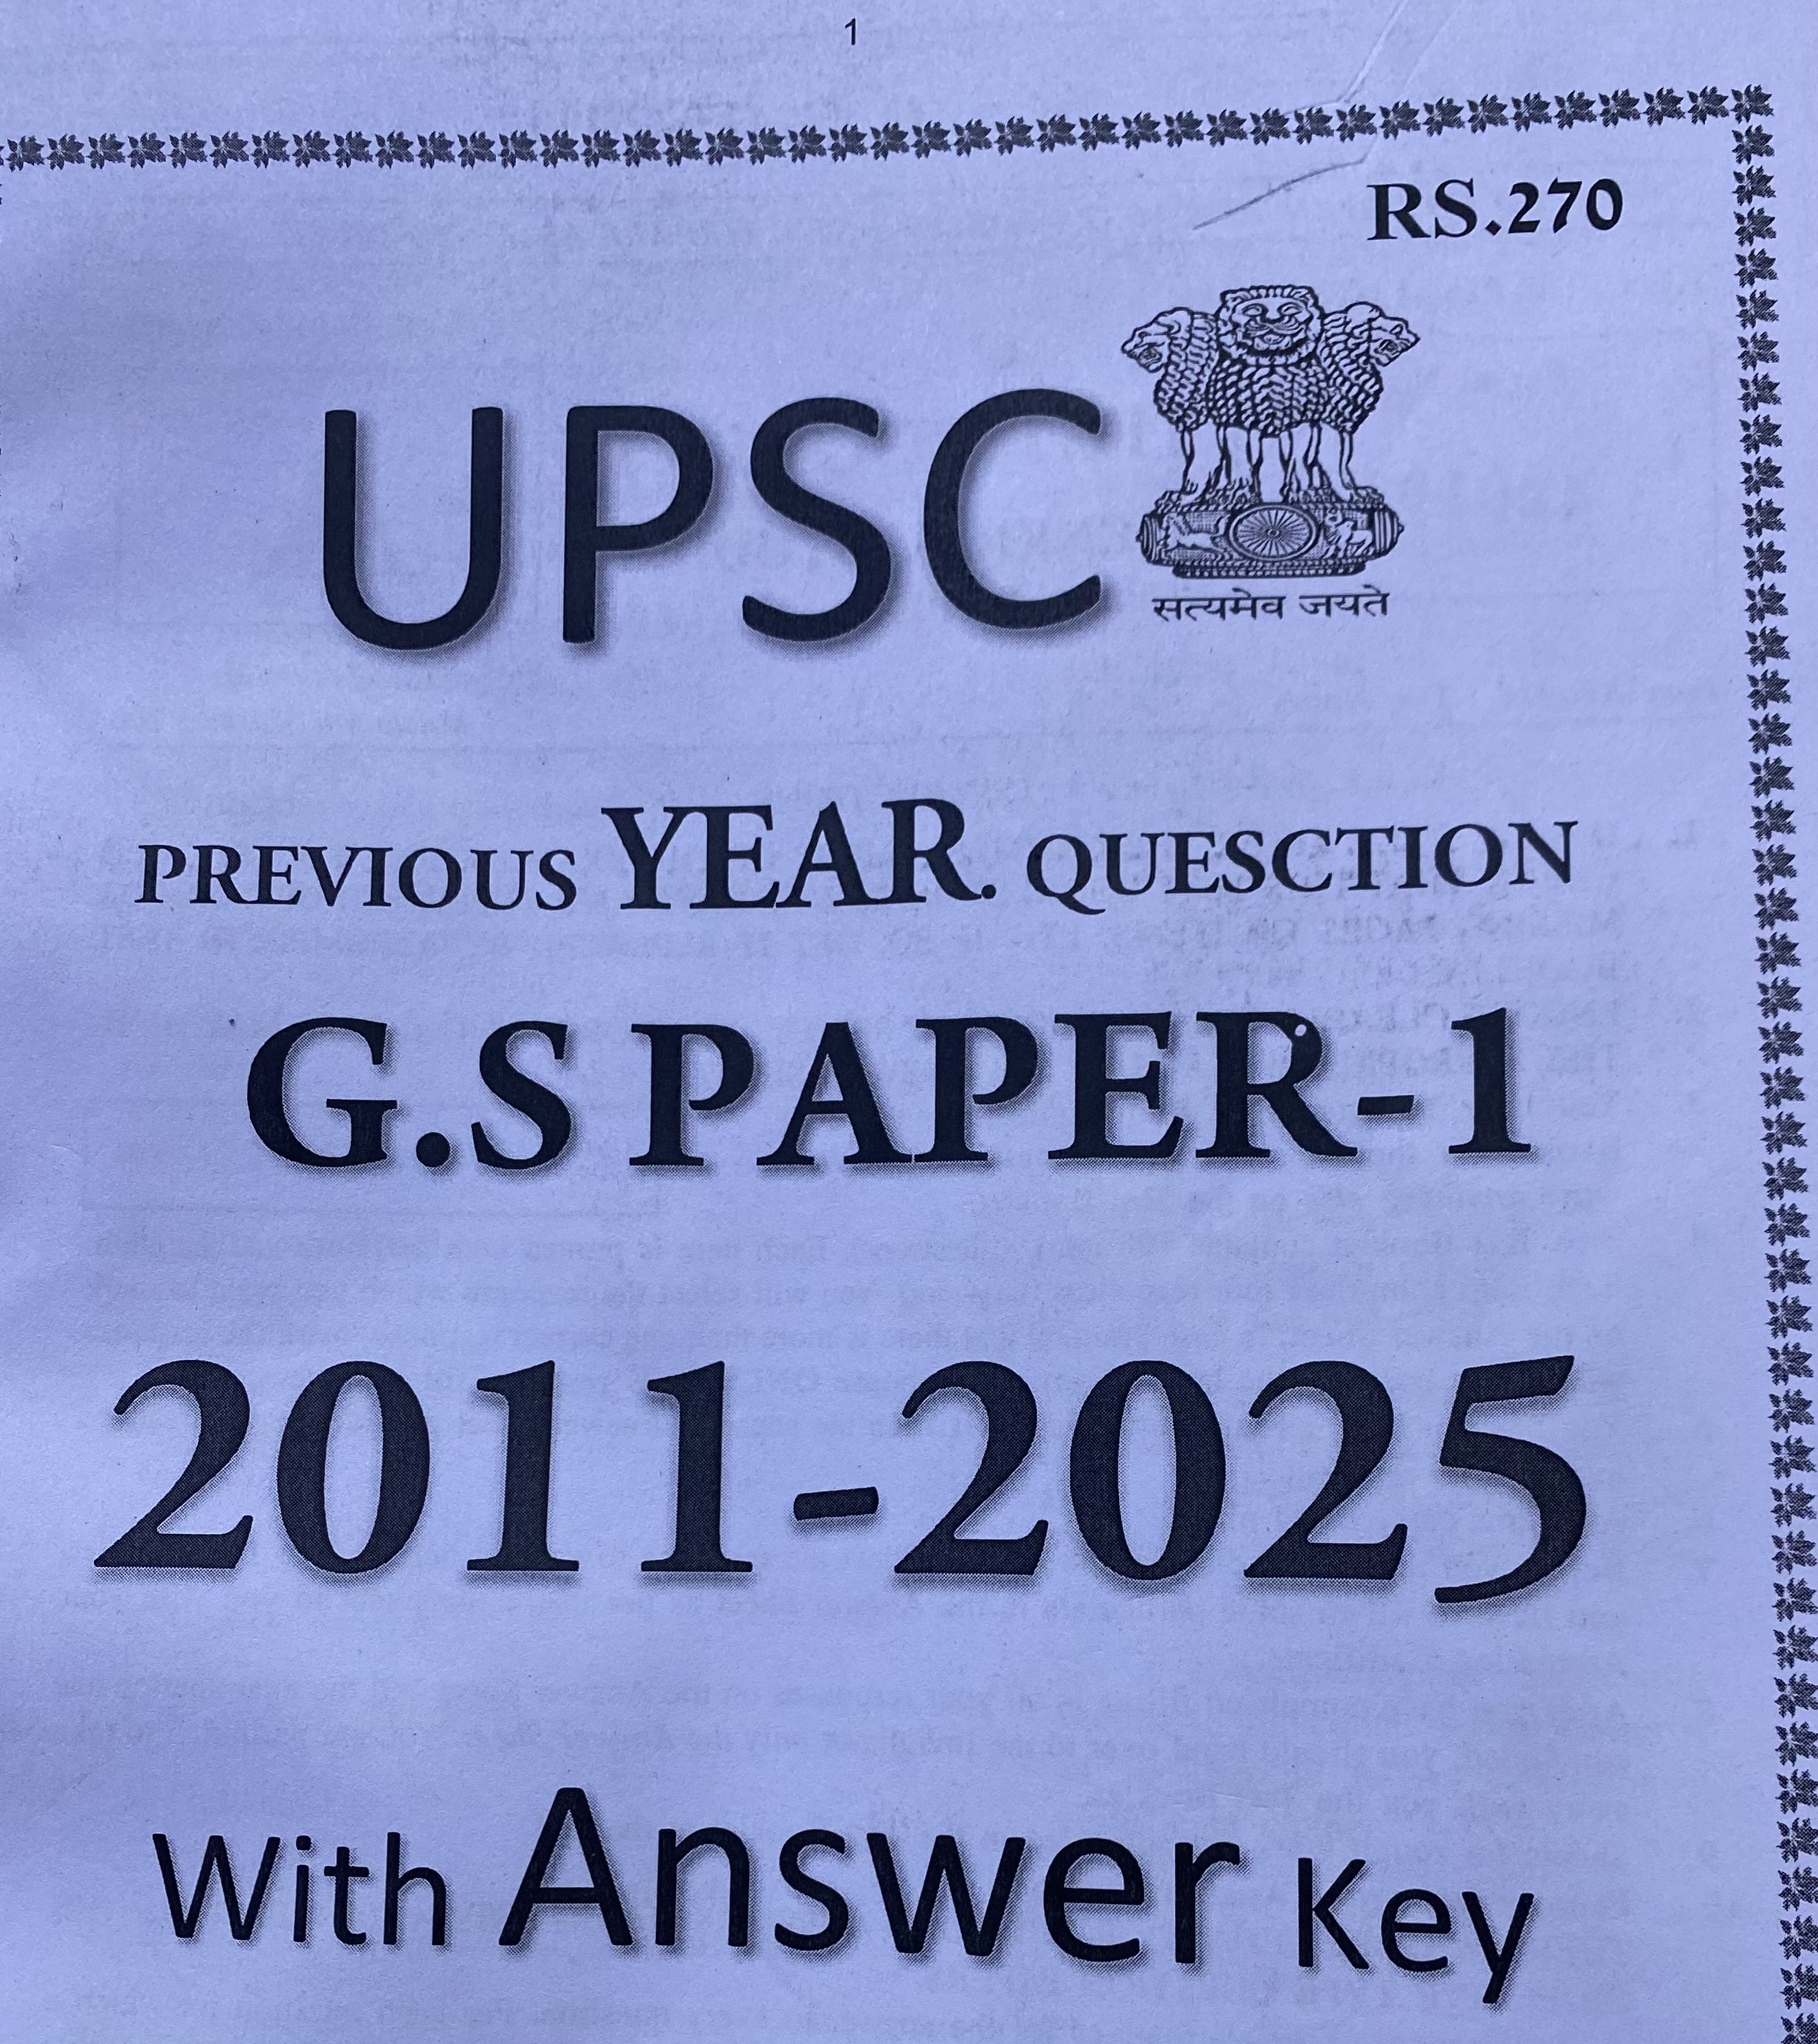 1
RS.270
UPSC
सत्यमेव जयते
PREVIOUS YEAR. QUESCTION
G.S PAPER-1
2011-2025
With Answer Key